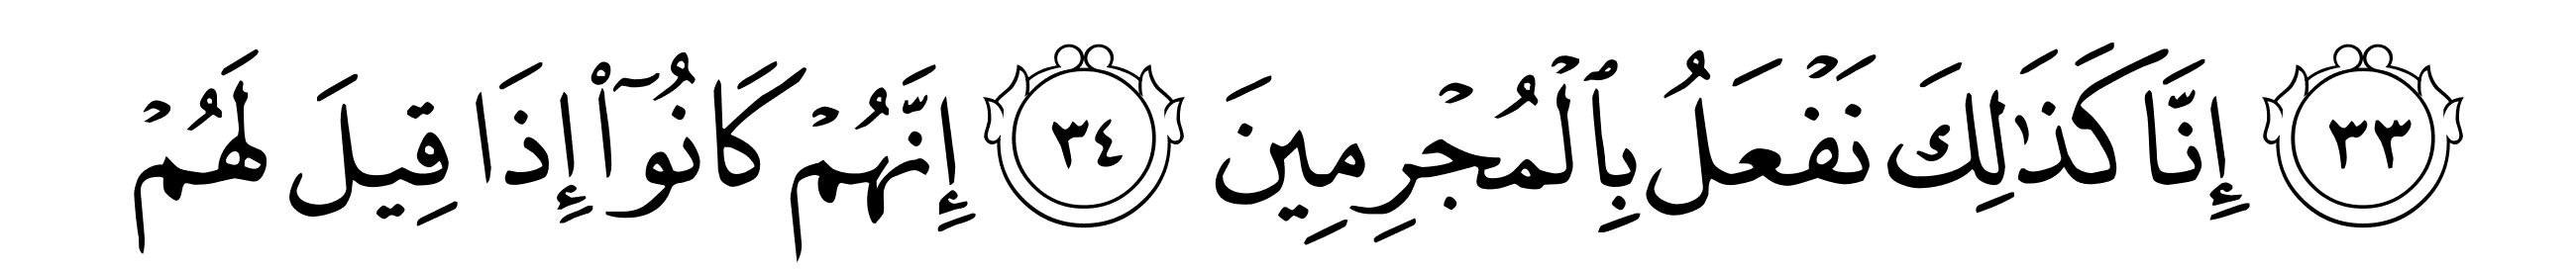 ٣٣ إِنَّا كَذَٰلِكَ نَفْعَلُ بِٱلْمُجْرِمِينَ ٣٤ إِنَّهُمْ كَانُوٓا۟ إِذَا قِيلَ لَهُمْ